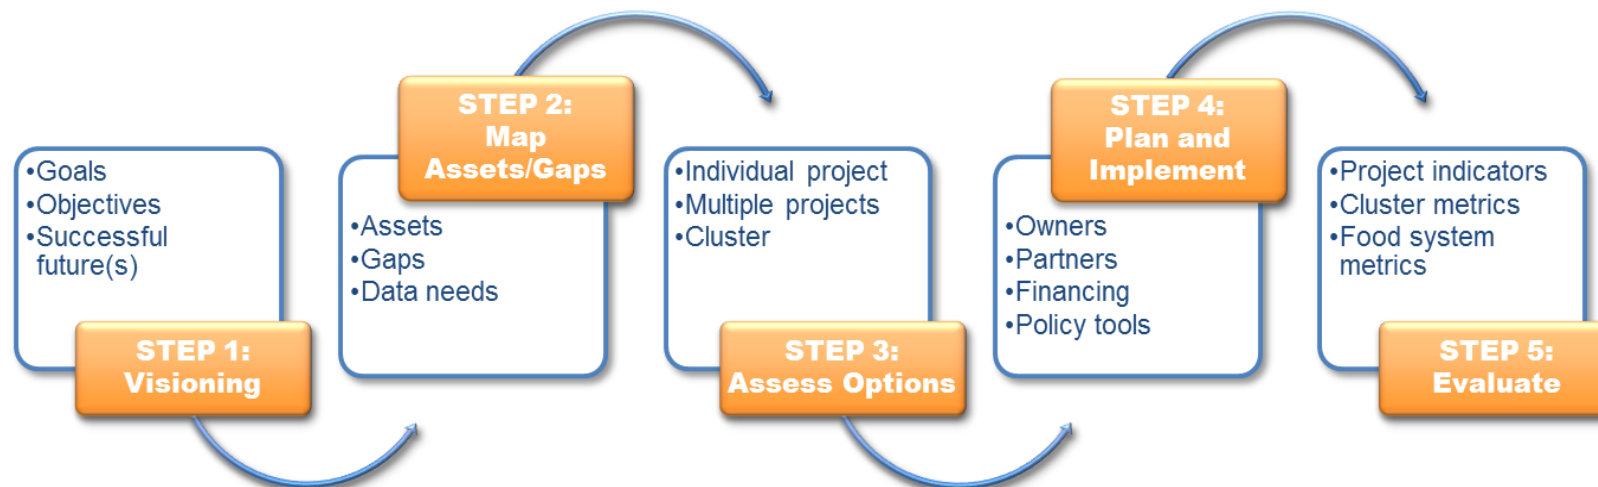 •Goals
•Objectives
•Successful
future(s)
STEP 1:
Visioning
STEP 2:
Map
Assets/Gaps
•Assets
•Gaps
•Data needs
•Individual project
•Multiple projects
•Cluster
STEP 3:
Assess Options
STEP 4:
Plan and
Implement
•Owners
•Partners
•Financing
•Policy tools
•Project indicators
•Cluster metrics
•Food system
metrics
STEP 5:
Evaluate